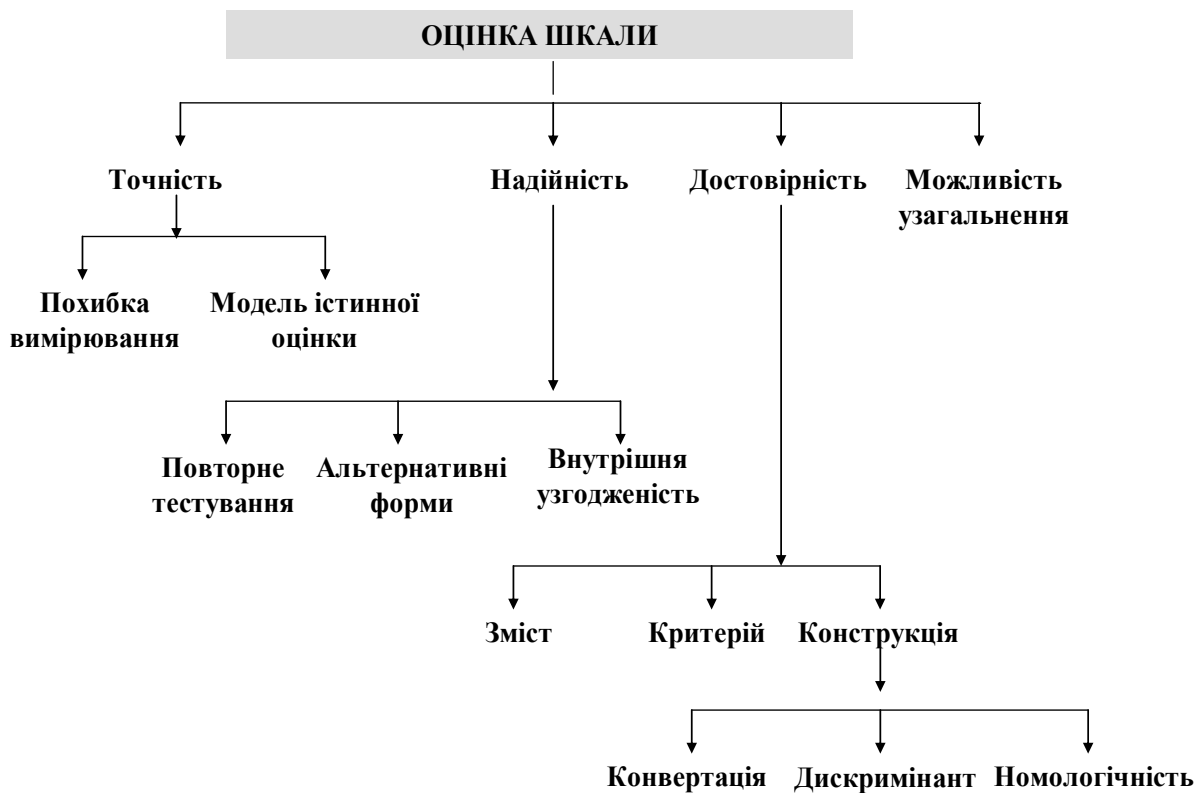 ОЦІНКА ШКАЛИ
Точність
Надійність
Достовірність
Можливість
узагальнення
Похибка
вимірювання
Модель істинної
оцінки
Повторне
тестування
Альтернативні
форми
Внутрішня
узгодженість
Зміст
Критерій
Конструкція
Конвертація
Дискримінант
Номологічність